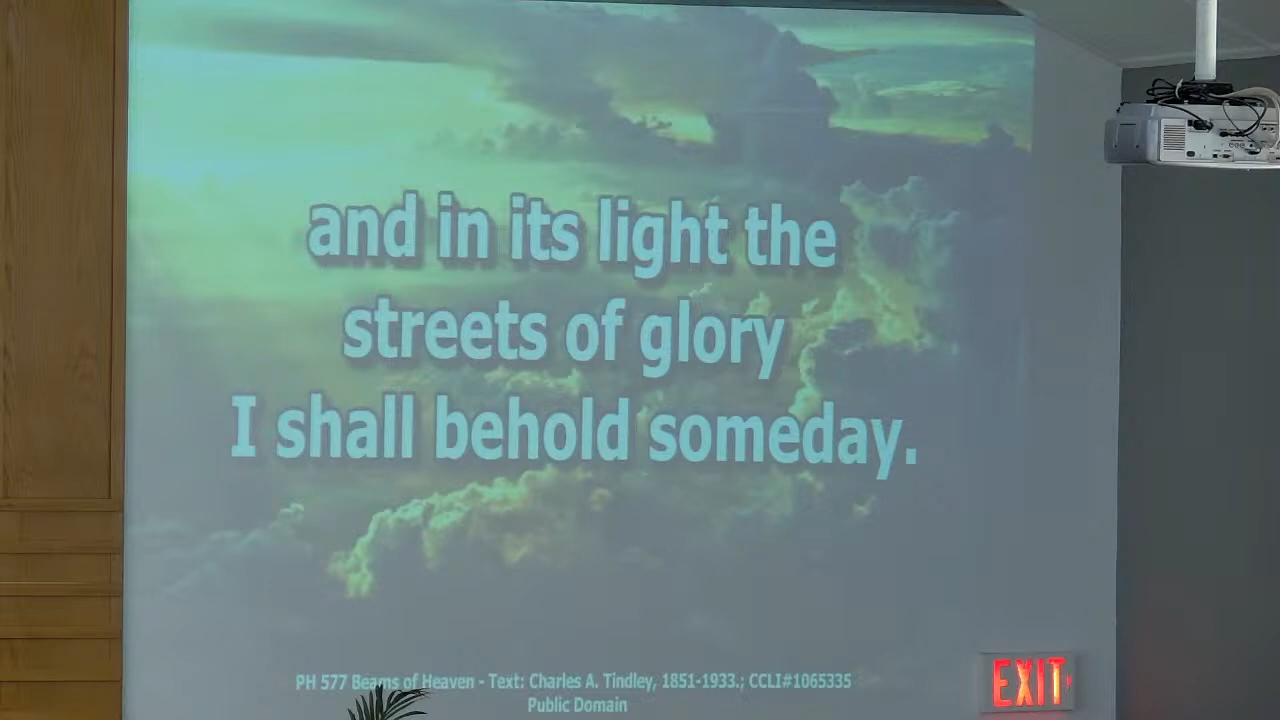 and in its light the
streets of glory
I shall behold someday.
PH 577 Beams of Heaven - Text: Charles A. Tindley, 1851-1933.; CCLI#1065335
Public Domain
EXIT